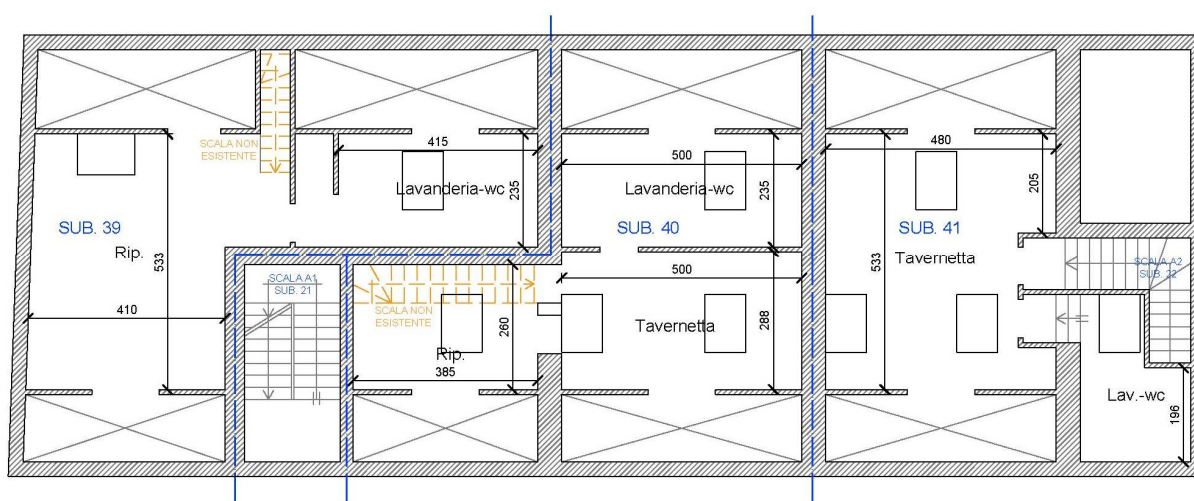 SCALA NON
ESISTENTE
415
500
480
205
235
235
Lavanderia-wc
Lavanderia-wc
SUB. 39
SUB. 40
SUB. 41
Rip.
533
533
Tavernetta
SCALA A1
SUB. 21
SCALA A2
SUB. 22
500
410
SCALA NON
ESISTENTE
260
288
Tavernetta
Rip.
385
Lav.-wc
196